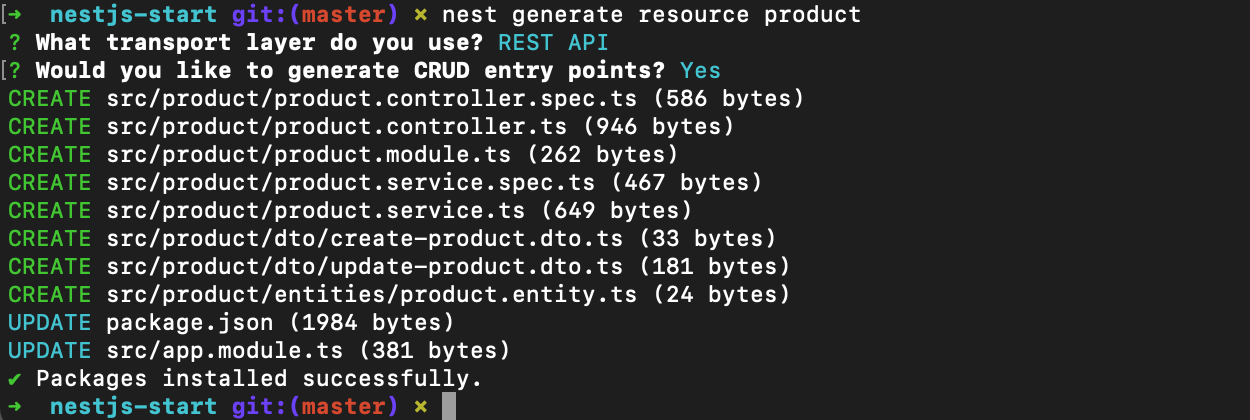 [➜  nestjs-start git:(master) ✗ nest generate resource product
? What transport layer do you use? REST API
[? Would you like to generate CRUD entry points? Yes
CREATE src/product/product.controller.spec.ts (586 bytes)
CREATE src/product/product.controller.ts (946 bytes)
CREATE src/product/product.module.ts (262 bytes)
CREATE src/product/product.service.spec.ts (467 bytes)
CREATE src/product/product.service.ts (649 bytes)
CREATE src/product/dto/create-product.dto.ts (33 bytes)
CREATE src/product/dto/update-product.dto.ts (181 bytes)
CREATE src/product/entities/product.entity.ts (24 bytes)
UPDATE package.json (1984 bytes)
UPDATE src/app.module.ts (381 bytes)
✔ Packages installed successfully.
➜  nestjs-start git:(master) ✗